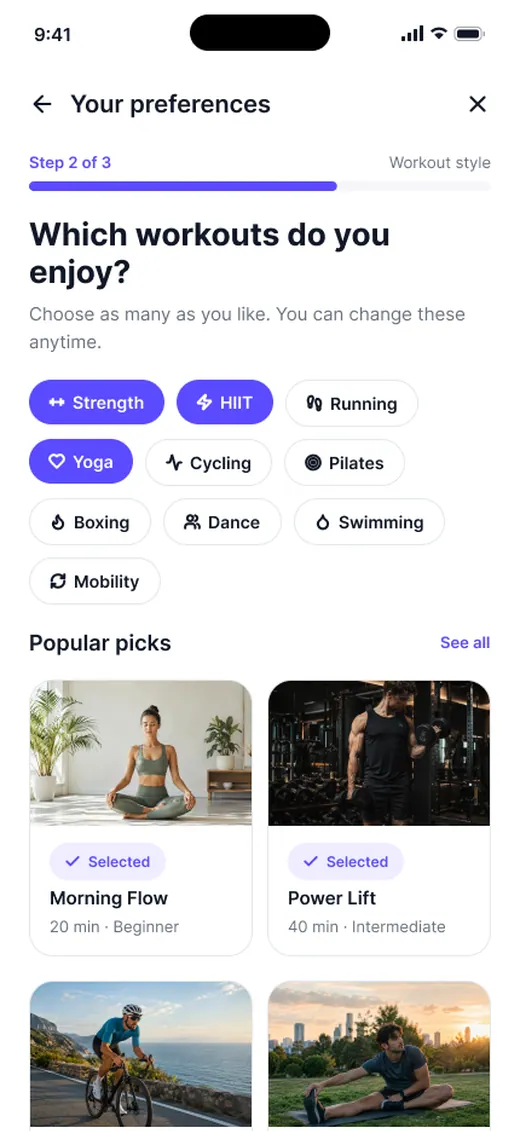 9:41
Your preferences
Step 2 of 3
Workout style
Which workouts do you
enjoy?
Choose as many as you like. You can change these
anytime.
Strength
HIIT
Running
Yoga
Cycling
Pilates
Boxing
Dance
Swimming
Mobility
Popular picks
See all
Selected
Morning Flow
20 min · Beginner
Selected
Power Lift
40 min · Intermediate